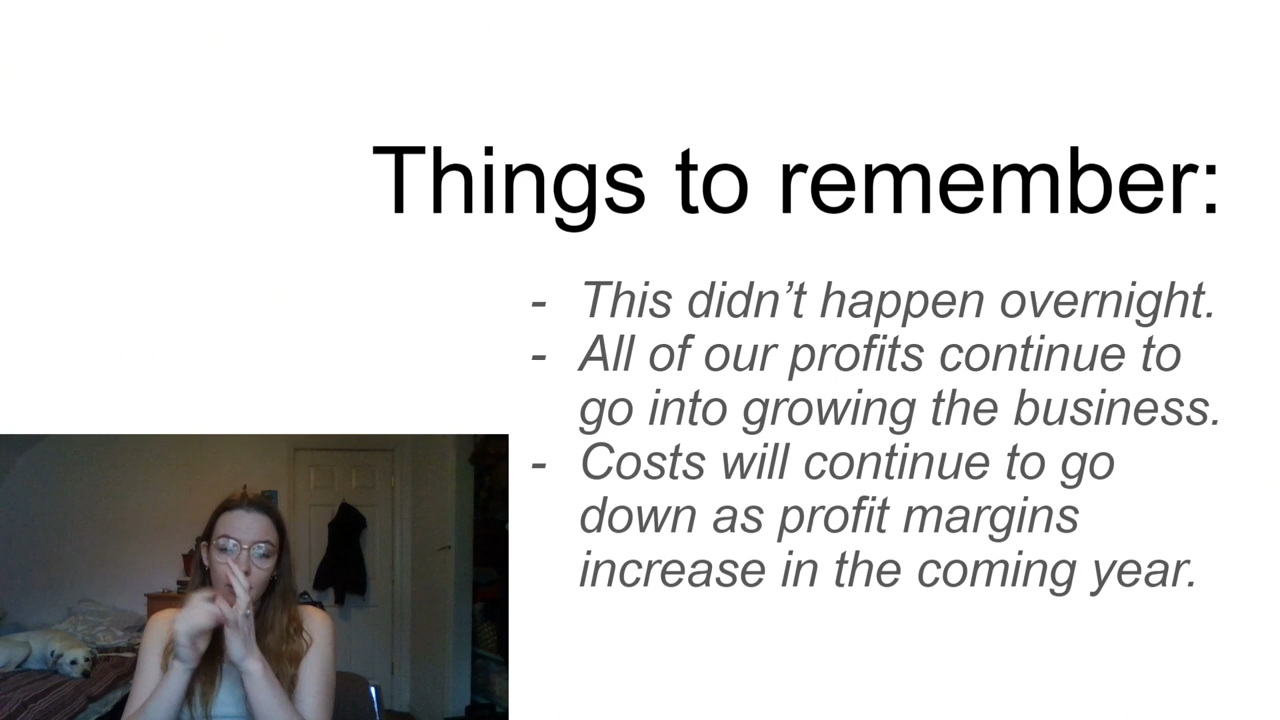 Things to remember:
- This didn’t happen overnight.
- All of our profits continue to
go into growing the business.
- Costs will continue to go
down as profit margins
increase in the coming year.